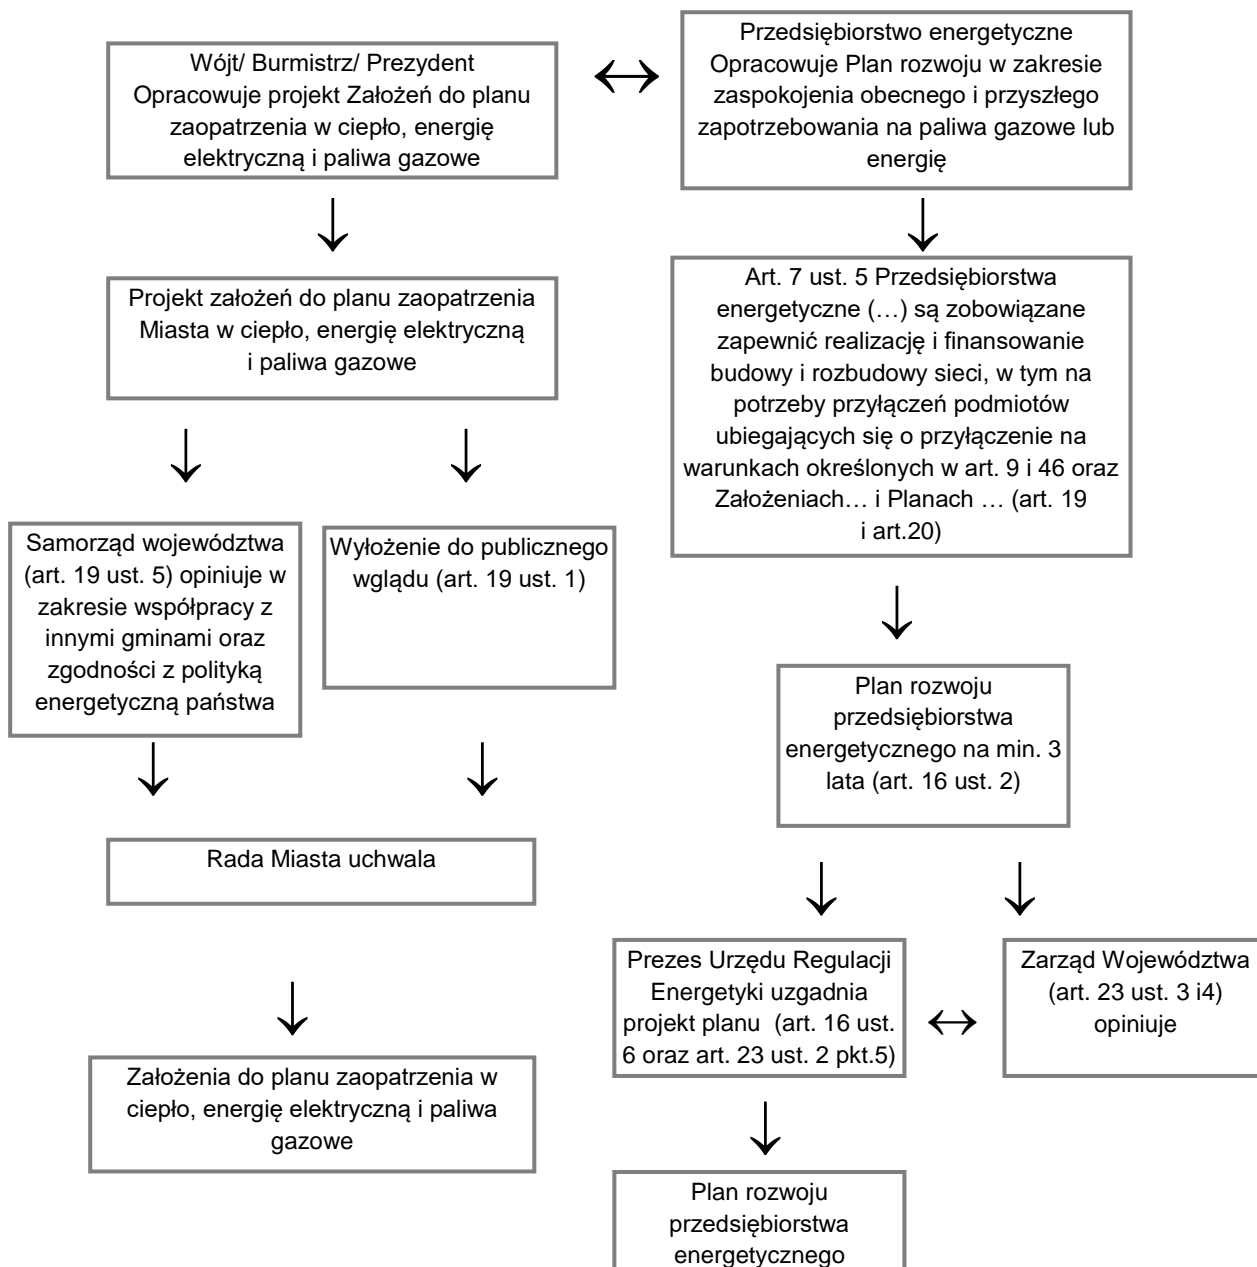 Wójt/ Burmistrz/ Prezydent
Opracowuje projekt Założeń do planu
zaopatrzenia w ciepło, energię
elektryczną i paliwa gazowe
Przedsiębiorstwo energetyczne
Opracowuje Plan rozwoju w zakresie
zaspokojenia obecnego i przyszłego
zapotrzebowania na paliwa gazowe lub
energię
Projekt założeń do planu zaopatrzenia
Miasta w ciepło, energię elektryczną
i paliwa gazowe
Art. 7 ust. 5 Przedsiębiorstwa
energetyczne (…) są zobowiązane
zapewnić realizację i finansowanie
budowy i rozbudowy sieci, w tym na
potrzeby przyłączeń podmiotów
ubiegających się o przyłączenie na
warunkach określonych w art. 9 i 46 oraz
Założeniach… i Planach … (art. 19
i art.20)
Samorząd województwa
(art. 19 ust. 5) opiniuje w
zakresie współpracy z
innymi gminami oraz
zgodności z polityką
energetyczną państwa
Wyłożenie do publicznego
wglądu (art. 19 ust. 1)
Plan rozwoju
przedsiębiorstwa
energetycznego na min. 3
lata (art. 16 ust. 2)
Rada Miasta uchwala
Prezes Urzędu Regulacji
Energetyki uzgadnia
projekt planu (art. 16 ust.
6 oraz art. 23 ust. 2 pkt.5)
Zarząd Województwa
(art. 23 ust. 3 i4)
opiniuje
Założenia do planu zaopatrzenia w
ciepło, energię elektryczną i paliwa
gazowe
Plan rozwoju
przedsiębiorstwa
energetycznego